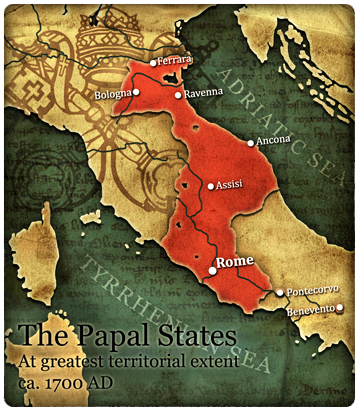 Ferrara
Bologna
Ravenna
ADRIATIC SEA
Ancona
Assisi
Rome
Pontecorvo
Benevento
TYRRHENIAN SEA
The Papal States
At greatest territorial extent
ca. 1700 AD